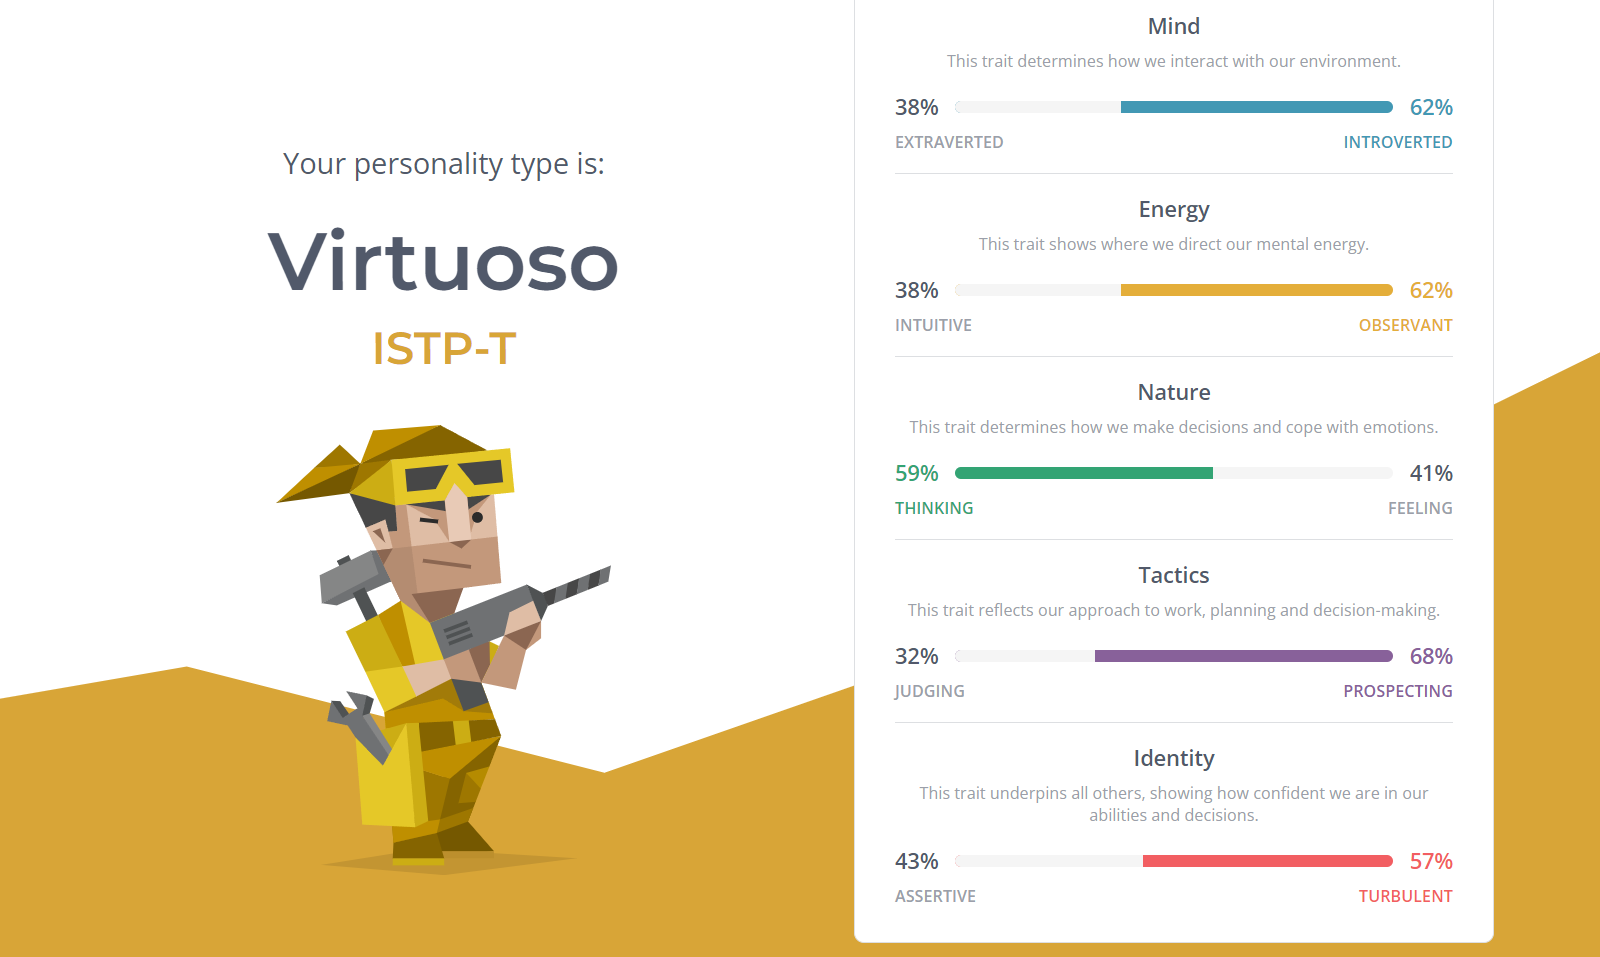 Your personality type is:
Virtuoso
ISTP-T
Mind
This trait determines how we interact with our environment.
38% 62%
EXTRAVERTED INTROVERTED
Energy
This trait shows where we direct our mental energy.
38% 62%
INTUITIVE OBSERVANT
Nature
This trait determines how we make decisions and cope with emotions.
59% 41%
THINKING FEELING
Tactics
This trait reflects our approach to work, planning and decision-making.
32% 68%
JUDGING PROSPECTING
Identity
This trait underpins all others, showing how confident we are in our
abilities and decisions.
43% 57%
ASSERTIVE TURBULENT